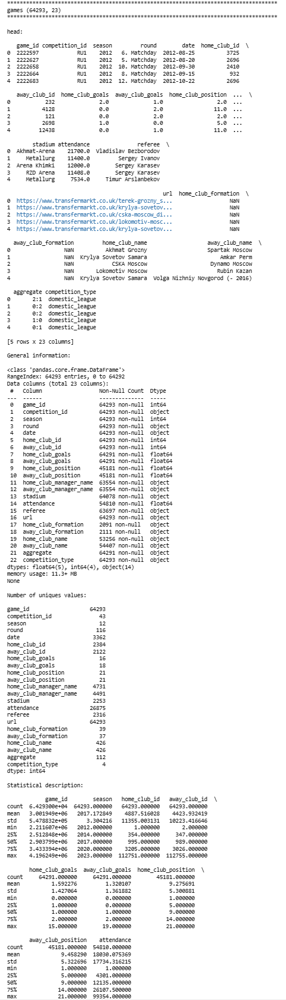 *************************************************************************************
games (64293, 23)
*************************************************************************************
head:
game_id competition_id season round date home_club_id \
0 2222597 RU1 2012 6. Matchday 2012-08-25 3725
1 2222627 RU1 2012 5. Matchday 2012-08-20 2696
2 2222658 RU1 2012 10. Matchday 2012-09-30 2410
3 2222664 RU1 2012 8. Matchday 2012-09-15 932
4 2222683 RU1 2012 12. Matchday 2012-10-22 2696
away_club_id home_club_goals away_club_goals home_club_position ... \
0 232 2.0 1.0 2.0 ...
1 4128 0.0 2.0 11.0 ...
2 121 0.0 2.0 2.0 ...
3 2698 1.0 0.0 5.0 ...
4 12438 0.0 1.0 11.0 ...
stadium attendance referee \
0 Akhmat-Arena 21700.0 Vladislav Bezborodov
1 Metallurg 11400.0 Sergey Ivanov
2 Arena Khimki 12000.0 Sergey Karasev
3 RZD Arena 11408.0 Sergey Karasev
4 Metallurg 7534.0 Timur Arslanbekov
url home_club_formation \
0 https://www.transfermarkt.co.uk/terek-grozny_s... NaN
1 https://www.transfermarkt.co.uk/krylya-sovetov... NaN
2 https://www.transfermarkt.co.uk/cska-moscow_di... NaN
3 https://www.transfermarkt.co.uk/lokomotiv-mosc... NaN
4 https://www.transfermarkt.co.uk/krylya-sovetov... NaN
away_club_formation home_club_name away_club_name \
0 NaN Akhmat Grozny Spartak Moscow
1 NaN Krylya Sovetov Samara Amkar Perm
2 NaN CSKA Moscow Dynamo Moscow
3 NaN Lokomotiv Moscow Rubin Kazan
4 NaN Krylya Sovetov Samara Volga Nizhniy Novgorod (- 2016)
aggregate competition_type
0 2:1 domestic_league
1 0:2 domestic_league
2 0:2 domestic_league
3 1:0 domestic_league
4 0:1 domestic_league
[5 rows x 23 columns]
General information:
<class 'pandas.core.frame.DataFrame'>
RangeIndex: 64293 entries, 0 to 64292
Data columns (total 23 columns):
# Column Non-Null Count Dtype
--- ------ -------------- -----
0 game_id 64293 non-null int64
1 competition_id 64293 non-null object
2 season 64293 non-null int64
3 round 64293 non-null object
4 date 64293 non-null object
5 home_club_id 64293 non-null int64
6 away_club_id 64293 non-null int64
7 home_club_goals 64291 non-null float64
8 away_club_goals 64291 non-null float64
9 home_club_position 45181 non-null float64
10 away_club_position 45181 non-null float64
11 home_club_manager_name 63554 non-null object
12 away_club_manager_name 63554 non-null object
13 stadium 64078 non-null object
14 attendance 54810 non-null float64
15 referee 63697 non-null object
16 url 64293 non-null object
17 home_club_formation 2091 non-null object
18 away_club_formation 2111 non-null object
19 home_club_name 53256 non-null object
20 away_club_name 54407 non-null object
21 aggregate 64291 non-null object
22 competition_type 64293 non-null object
dtypes: float64(5), int64(4), object(14)
memory usage: 11.3+ MB
None
Number of uniques values:
game_id 64293
competition_id 43
season 12
round 116
date 3362
home_club_id 2384
away_club_id 2122
home_club_goals 16
away_club_goals 18
home_club_position 21
away_club_position 21
home_club_manager_name 4731
away_club_manager_name 4491
stadium 2253
attendance 26875
referee 2316
url 64293
home_club_formation 39
away_club_formation 37
home_club_name 426
away_club_name 426
aggregate 112
competition_type 4
dtype: int64
Statistical description:
game_id season home_club_id away_club_id \
count 6.429300e+04 64293.000000 64293.000000 64293.000000
mean 3.001949e+06 2017.172849 4887.516028 4423.932419
std 5.478832e+05 3.304216 11355.003131 10223.416646
min 2.211607e+06 2012.000000 1.000000 2.000000
25% 2.512848e+06 2014.000000 354.000000 347.000000
50% 2.903799e+06 2017.000000 995.000000 989.000000
75% 3.433394e+06 2020.000000 3205.000000 3026.000000
max 4.196249e+06 2023.000000 112751.000000 112755.000000
home_club_goals away_club_goals home_club_position \
count 64291.000000 64291.000000 45181.000000
mean 1.592276 1.320107 9.275691
std 1.427064 1.361882 5.300881
min 0.000000 0.000000 1.000000
25% 1.000000 0.000000 5.000000
50% 1.000000 1.000000 9.000000
75% 2.000000 2.000000 14.000000
max 15.000000 19.000000 21.000000
away_club_position attendance
count 45181.000000 54810.000000
mean 9.458290 18030.075369
std 5.322696 17734.316215
min 1.000000 1.000000
25% 5.000000 4301.000000
50% 9.000000 12135.000000
75% 14.000000 26107.500000
max 21.000000 99354.000000